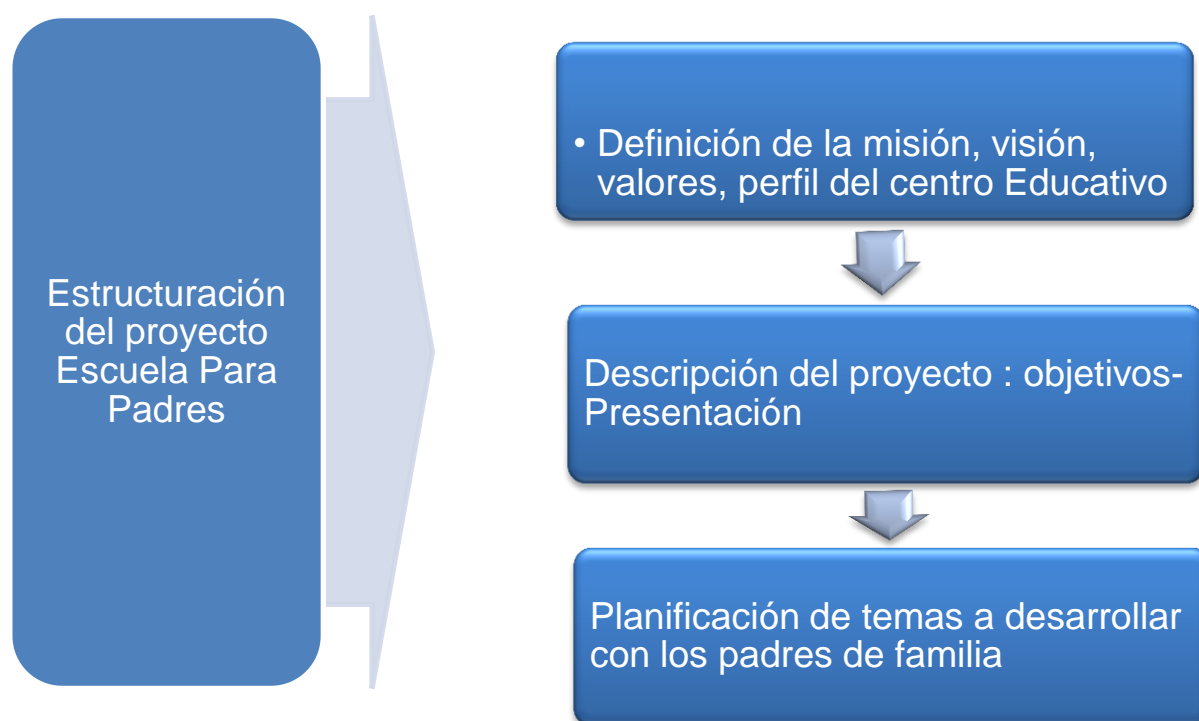 Estructuración
del proyecto
Escuela Para
Padres
• Definición de la misión, visión,
valores, perfil del centro Educativo
Descripción del proyecto : objetivos-
Presentación
Planificación de temas a desarrollar
con los padres de familia